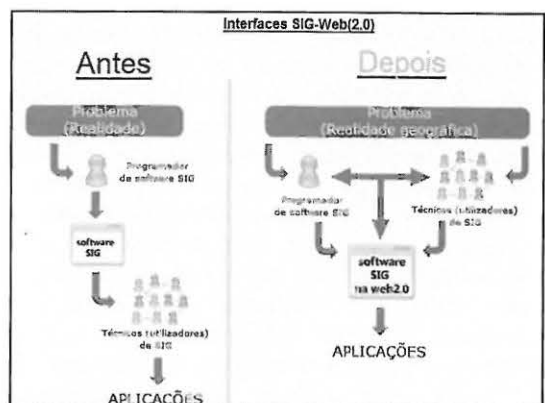 Interfaces SIG-Web(2.0)
Antes
Problema
(Realidade)
Programador
de software SIG
software
SIG
Técnicos (utilizadores)
de SIG
APLICAÇÕES
Depois
Problema
(Realidade geográfica)
Programador
de software SIG
Técnicos (utilizadores)
de SIG
software
SIG
na web2.0
APLICAÇÕES